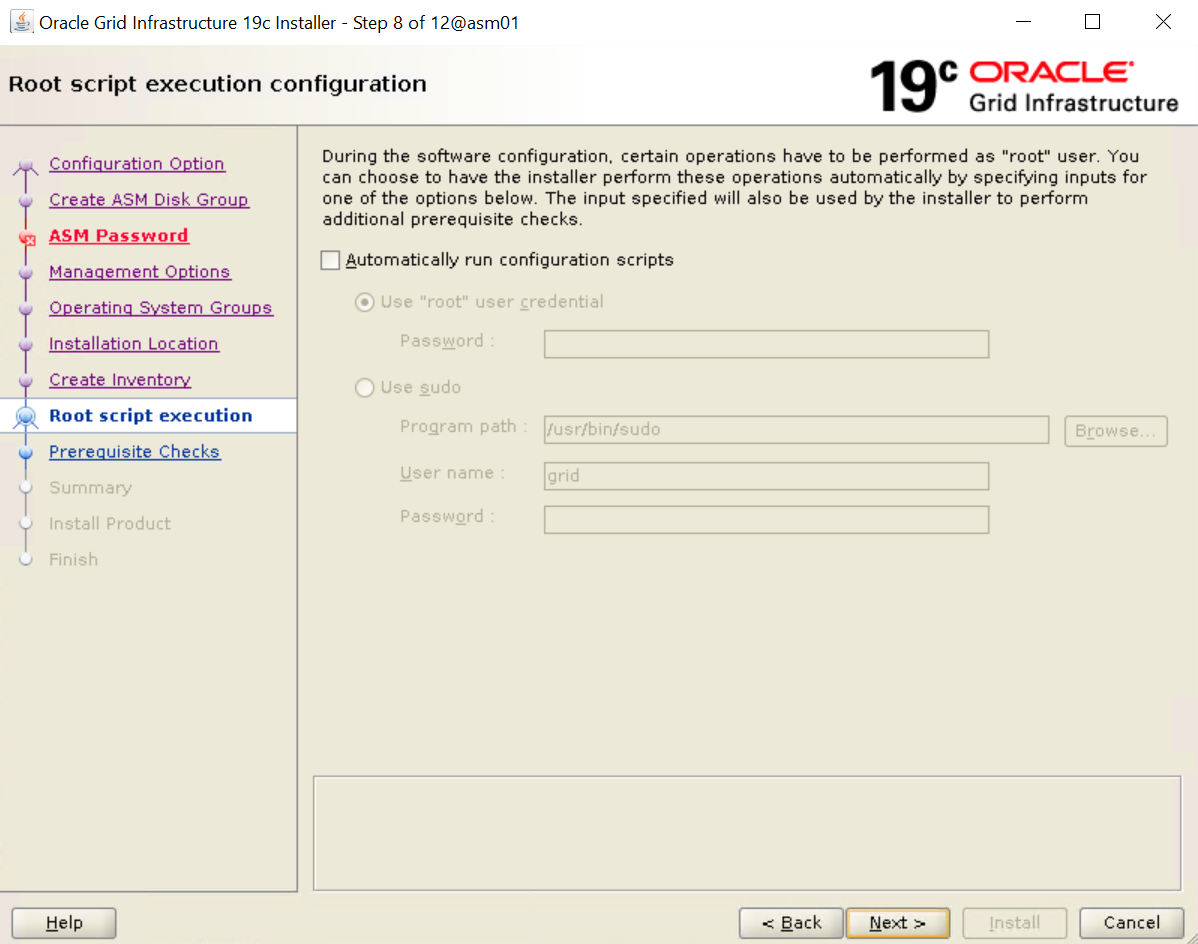 Oracle Grid Infrastructure 19c Installer - Step 8 of 12@asm01
Root script execution configuration
19c ORACLE
Grid Infrastructure
Configuration Option
Create ASM Disk Group
ASM Password
Management Options
Operating System Groups
Installation Location
Create Inventory
Root script execution
Prerequisite Checks
Summary
Install Product
Finish
During the software configuration, certain operations have to be performed as "root" user. You
can choose to have the installer perform these operations automatically by specifying inputs for
one of the options below. The input specified will also be used by the installer to perform
additional prerequisite checks.
Automatically run configuration scripts
Use "root" user credential
Password :
Use sudo
Program path : /usr/bin/sudo Browse...
User name : grid
Password :
Help < Back Next > Install Cancel